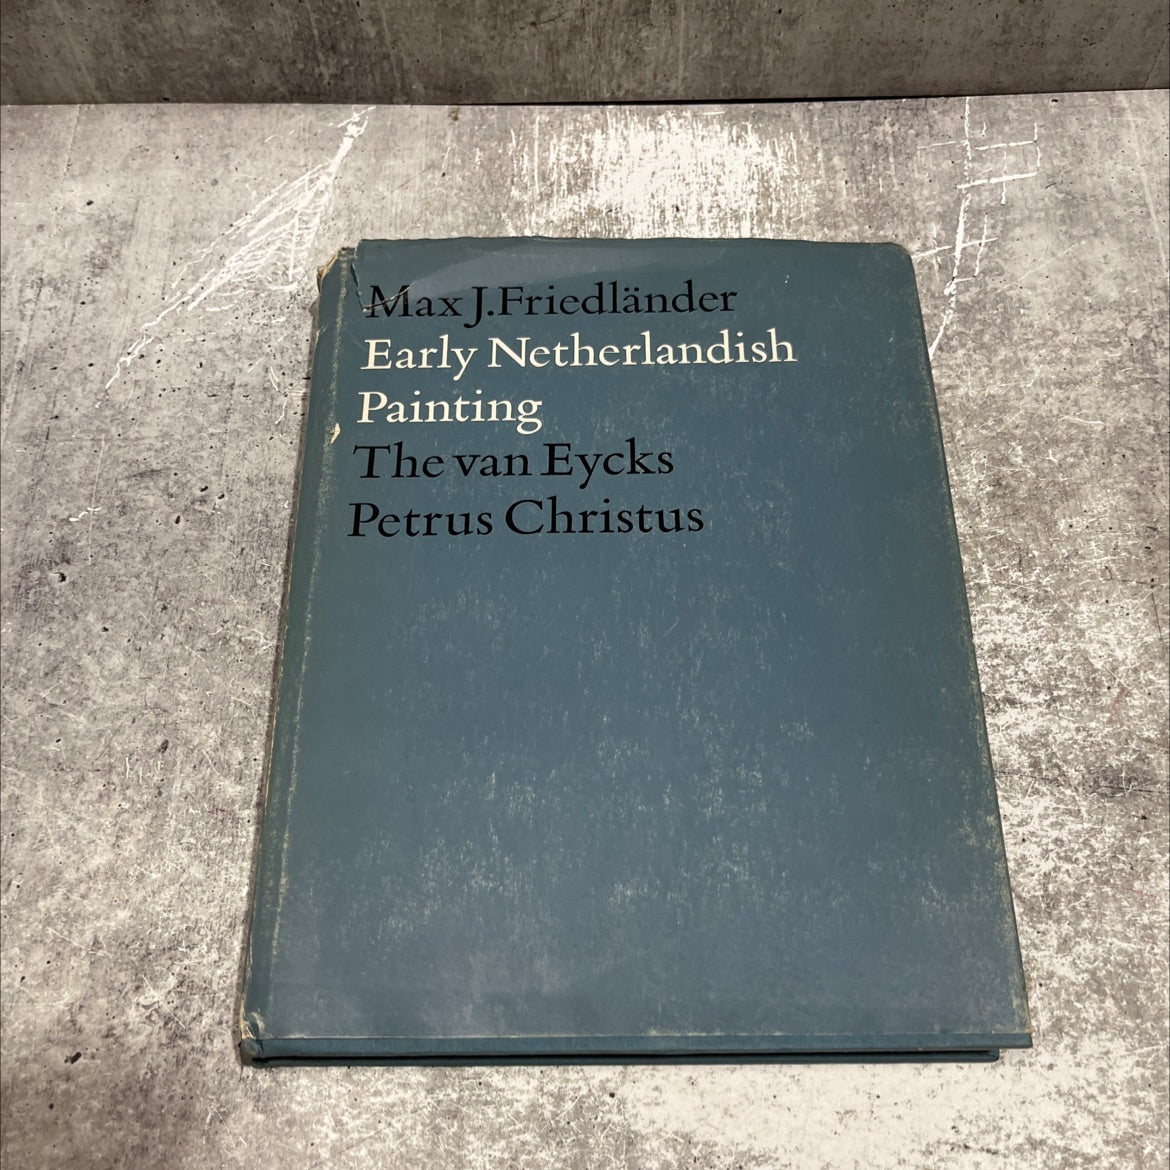 Max J. Friedländer
Early Netherlandish
Painting
The van Eycks
Petrus Christus